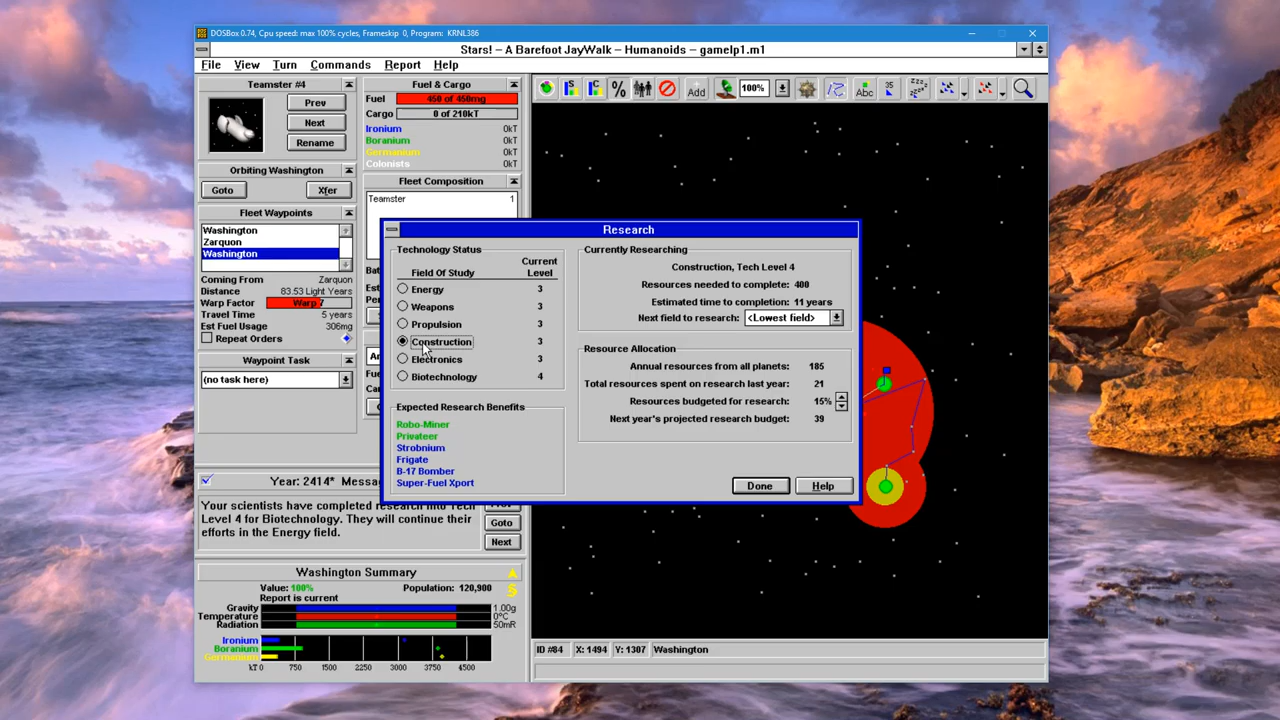 DOSBox 0.74, Cpu speed: max 100% cycles, Frameskip 0, Program: KRNL386
Stars! – A Barefoot JayWalk – Humanoids – gamelp1.m1
File View Turn Commands Report Help
Teamster #4
Prev
Next
Rename
Orbiting Washington
Goto Xfer
Fleet Waypoints
Washington
Zarquon
Washington
Coming From Zarquon
Distance 83.53 Light Years
Warp Factor Warp 7
Travel Time 5 years
Est Fuel Usage 306mg
Repeat Orders
Waypoint Task
(no task here)
Fuel & Cargo
Fuel 450 of 450mg
Cargo 0 of 210kT
Ironium 0kT
Boranium 0kT
Germanium 0kT
Colonists 0kT
Fleet Composition
Teamster 1
% Add 100% Abc 35
Research
Technology Status
Field Of Study Current Level
Energy 3
Weapons 3
Propulsion 3
Construction 3
Electronics 3
Biotechnology 4
Expected Research Benefits
Robo-Miner
Privateer
Strobnium
Frigate
B-17 Bomber
Super-Fuel Xport
Currently Researching
Construction, Tech Level 4
Resources needed to complete: 400
Estimated time to completion: 11 years
Next field to research: <Lowest field>
Resource Allocation
Annual resources from all planets: 185
Total resources spent on research last year: 21
Resources budgeted for research: 15%
Next year's projected research budget: 39
Done Help
Year: 2414* Messa
Your scientists have completed research into Tech
Level 4 for Biotechnology. They will continue their
efforts in the Energy field.
Goto
Next
Washington Summary
Value: 100% Population: 120,900
Report is current
Gravity 1.00g
Temperature 0°C
Radiation 50mR
Ironium
Boranium
Germanium
kT 0 750 1500 2250 3000 3750 4500
ID #84 X: 1494 Y: 1307 Washington